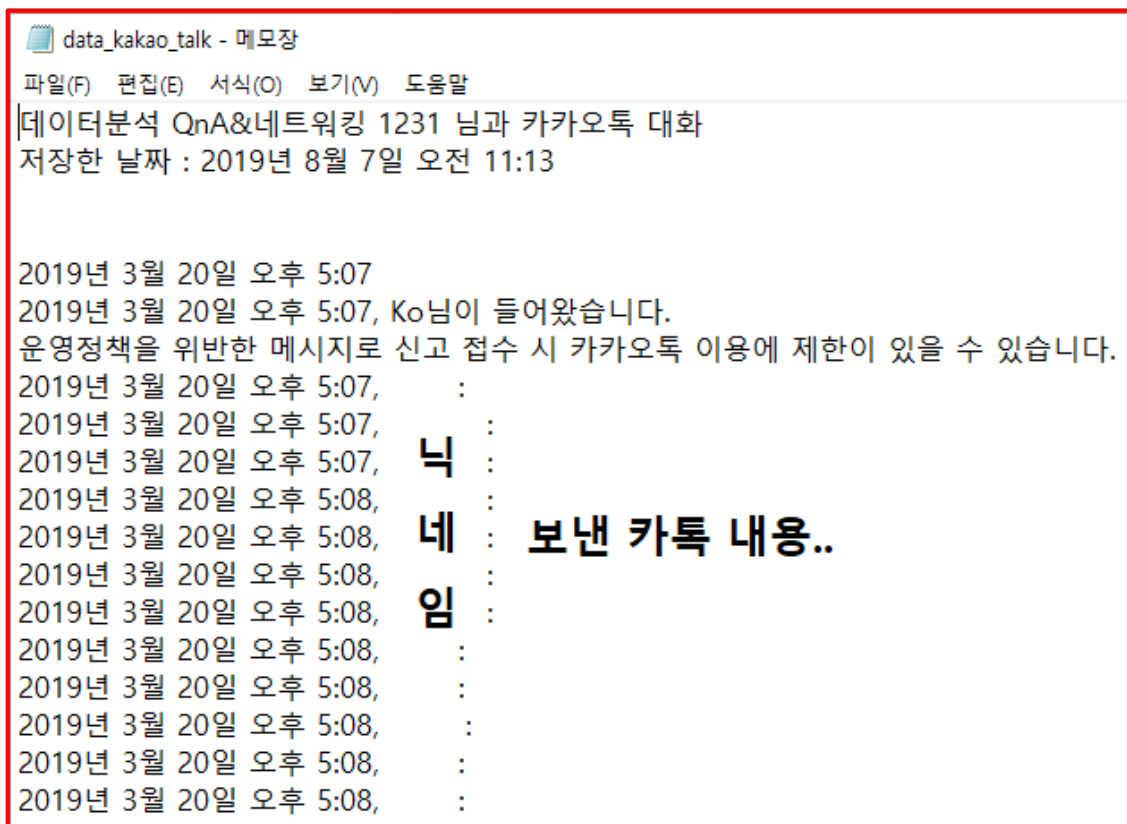 data_kakao_talk - 메모장
파일(F) 편집(E) 서식(O) 보기(V) 도움말
데이터분석 QnA&네트워킹 1231 님과 카카오톡 대화
저장한 날짜 : 2019년 8월 7일 오전 11:13
2019년 3월 20일 오후 5:07
2019년 3월 20일 오후 5:07, Ko님이 들어왔습니다.
운영정책을 위반한 메시지로 신고 접수 시 카카오톡 이용에 제한이 있을 수 있습니다.
2019년 3월 20일 오후 5:07, :
2019년 3월 20일 오후 5:07, :
2019년 3월 20일 오후 5:07, 닉 :
2019년 3월 20일 오후 5:08, :
2019년 3월 20일 오후 5:08, 네 : 보낸 카톡 내용..
2019년 3월 20일 오후 5:08, :
2019년 3월 20일 오후 5:08, 임 :
2019년 3월 20일 오후 5:08, :
2019년 3월 20일 오후 5:08, :
2019년 3월 20일 오후 5:08, :
2019년 3월 20일 오후 5:08, :
2019년 3월 20일 오후 5:08, :